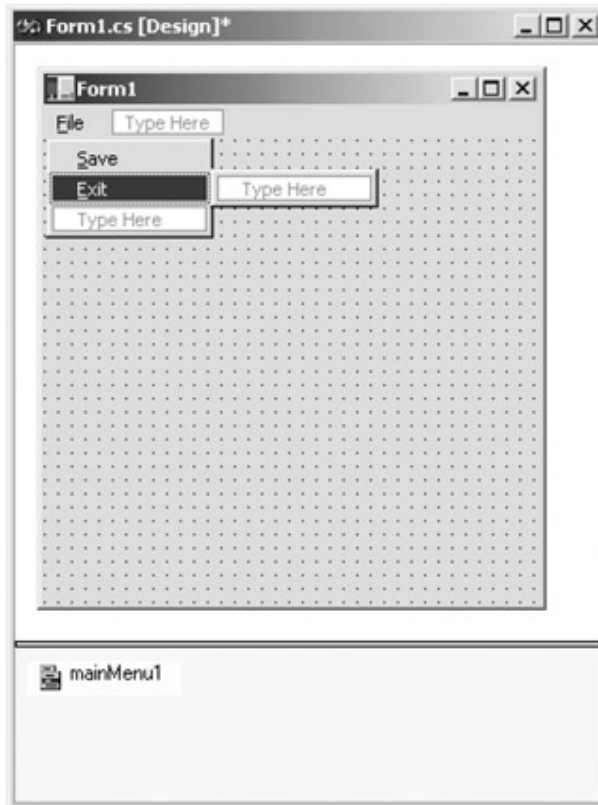 Form1.cs [Design]*
Form1
File Type Here
Save
Exit Type Here
Type Here
mainMenu1